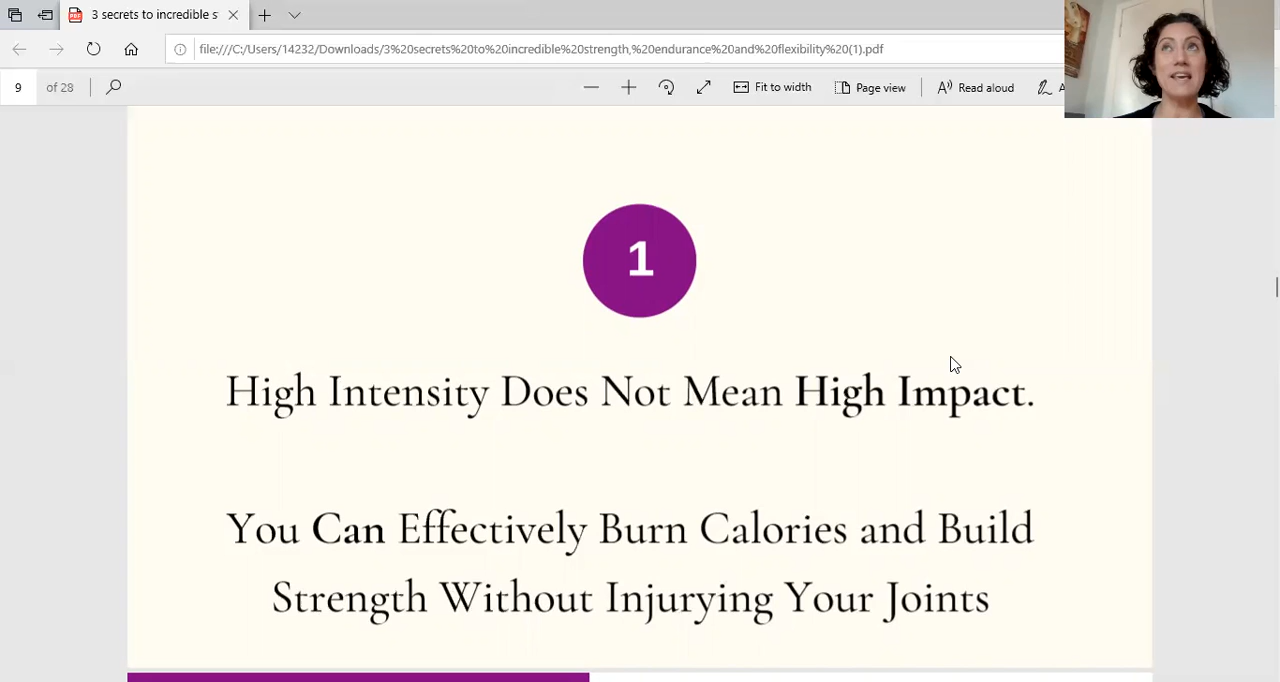 3 secrets to incredible s
file:///C:/Users/14232/Downloads/3%20secrets%20to%20incredible%20strength,%20endurance%20and%20flexibility%20(1).pdf
9 of 28 Fit to width Page view Read aloud
1
High Intensity Does Not Mean High Impact.
You Can Effectively Burn Calories and Build
Strength Without Injurying Your Joints